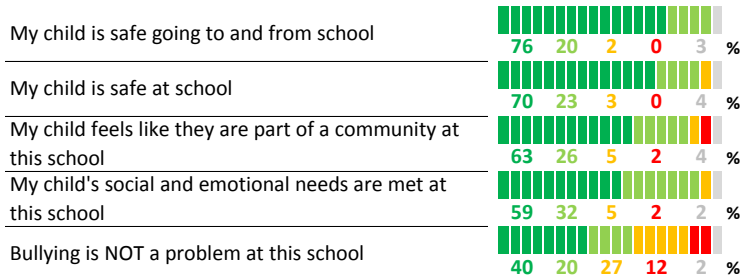 My child is safe going to and from school
76 20 2 0 3 %
My child is safe at school
70 23 3 0 4 %
My child feels like they are part of a community at
this school
63 26 5 2 4 %
My child's social and emotional needs are met at
this school
59 32 5 2 2 %
Bullying is NOT a problem at this school
40 20 27 12 2 %